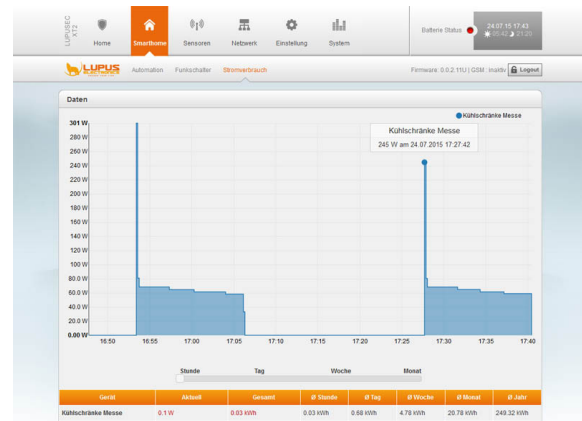 LUPUSEC
XT2
Home
Smarthome
Sensoren
Netzwerk
Einstellung
System
Batterie Status
24.07.15 17:43
05:42 21:20
LUPUS
ELECTRONICS
Automation
Funkschalter
Stromverbrauch
Firmware: 0.0.2.11U | GSM : inaktiv
Logout
Daten
Kühlschränke Messe
Kühlschränke Messe
245 W am 24.07.2015 17:27:42
301 W
280 W
260 W
240 W
220 W
200 W
180 W
160 W
140 W
120 W
100 W
80.0 W
60.0 W
40.0 W
20.0 W
0.00 W
16:50 16:55 17:00 17:05 17:10 17:15 17:20 17:25 17:30 17:35 17:40
Stunde Tag Woche Monat
Gerät Aktuell Gesamt Ø Stunde Ø Tag Ø Woche Ø Monat Ø Jahr
Kühlschränke Messe 0.1 W 0.03 kWh 0.03 kWh 0.68 kWh 4.78 kWh 20.78 kWh 249.32 kWh